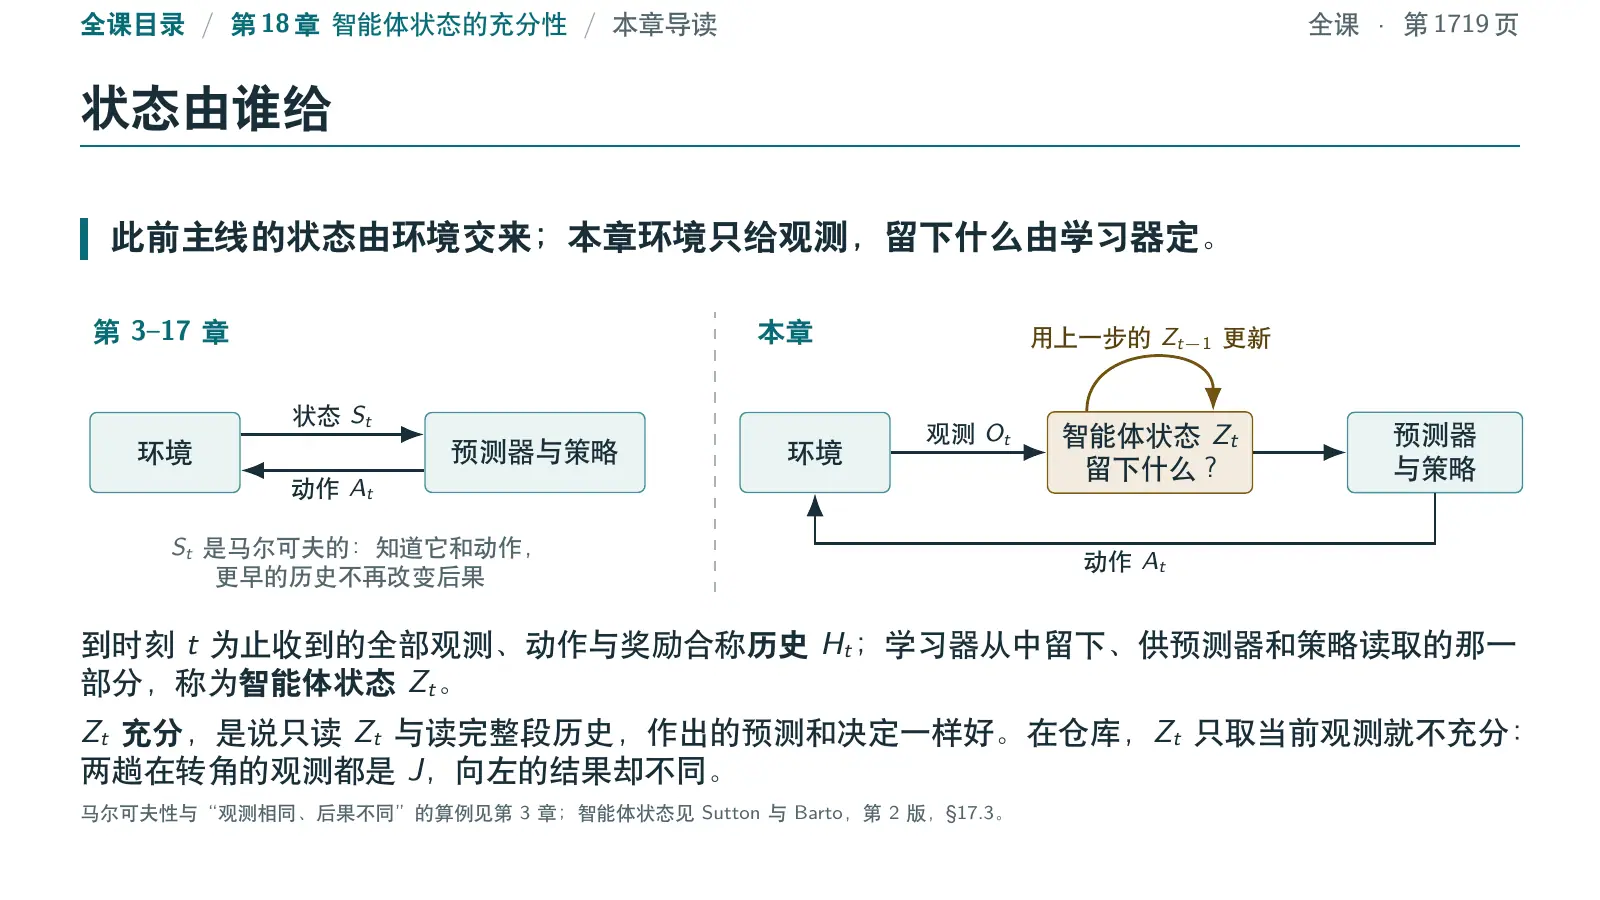 全课目录 / 第 18 章 智能体状态的充分性 / 本章导读
全课 · 第 1719 页
状态由谁给
此前主线的状态由环境交来；本章环境只给观测，留下什么由学习器定。
第 3–17 章
环境
状态 S_t
动作 A_t
预测器与策略
S_t 是马尔可夫的：知道它和动作，
更早的历史不再改变后果
本章
用上一步的 Z_{t−1} 更新
环境
观测 O_t
智能体状态 Z_t
留下什么？
预测器
与策略
动作 A_t
到时刻 t 为止收到的全部观测、动作与奖励合称历史 H_t；学习器从中留下、供预测器和策略读取的那一
部分，称为智能体状态 Z_t。
Z_t 充分，是说只读 Z_t 与读完整段历史，作出的预测和决定一样好。在仓库，Z_t 只取当前观测就不充分：
两趟在转角的观测都是 J，向左的结果却不同。
马尔可夫性与“观测相同、后果不同”的算例见第 3 章；智能体状态见 Sutton 与 Barto，第 2 版，§17.3。